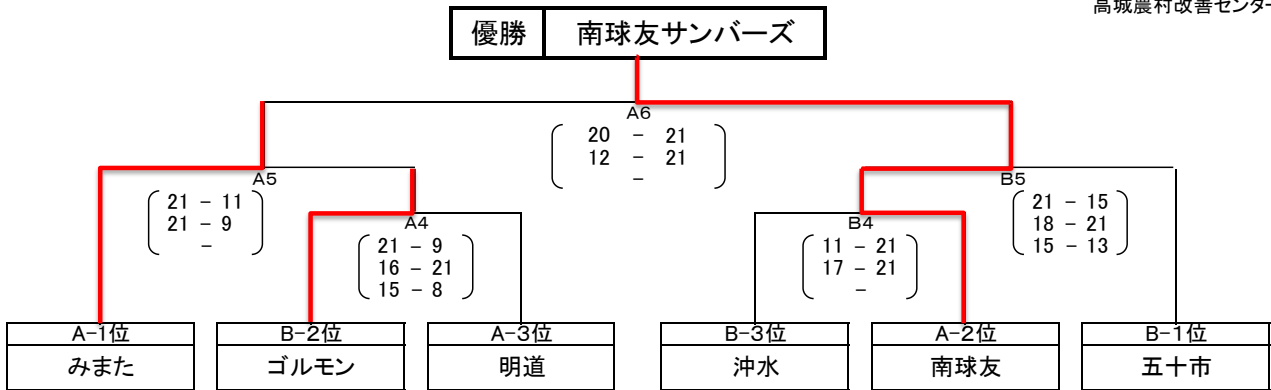 高城農村改善センター
優勝 南球友サンバーズ
A6
20 － 21
12 － 21
－
A5
21 － 11
21 － 9
－
B5
21 － 15
18 － 21
15 － 13
A4
21 － 9
16 － 21
15 － 8
B4
11 － 21
17 － 21
－
A－1位 B－2位 A－3位 B－3位 A－2位 B－1位
みまた ゴルモン 明道 沖水 南球友 五十市